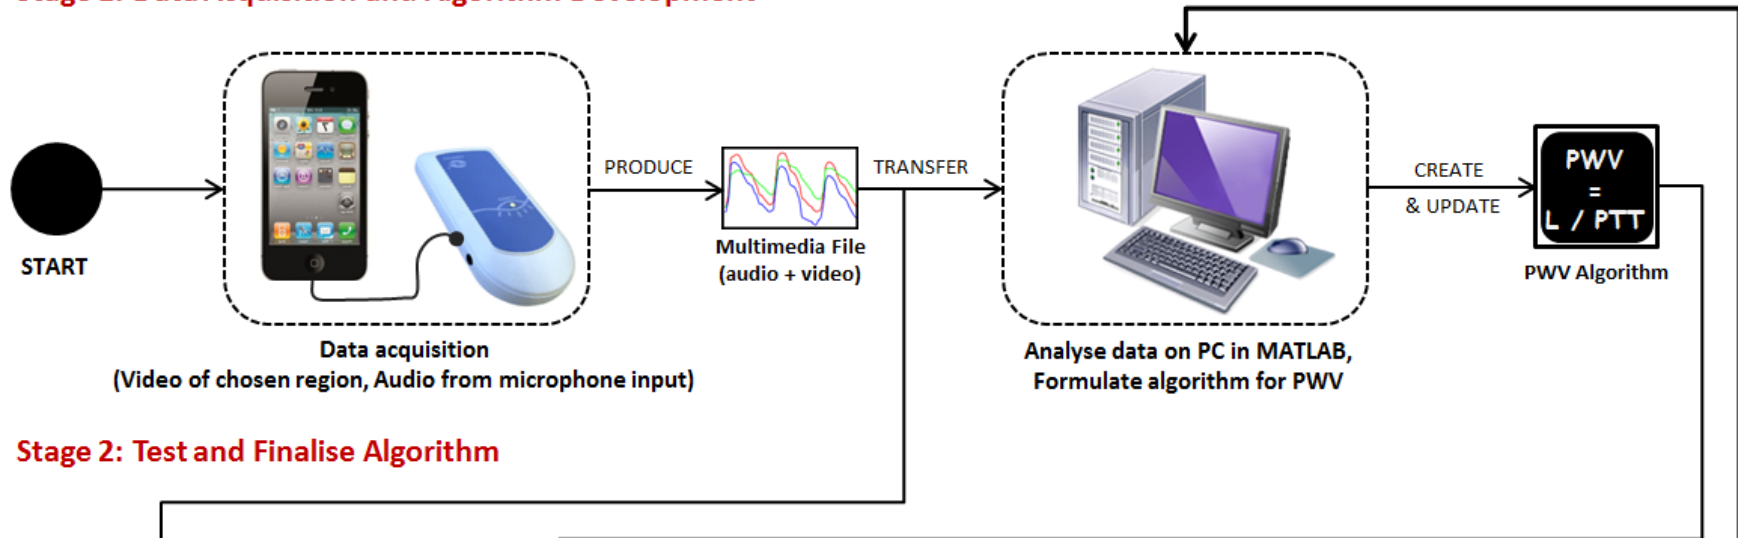 START
PRODUCE
TRANSFER
CREATE
& UPDATE
PWV
=
L / PTT
Multimedia File
(audio + video)
PWV Algorithm
Data acquisition
(Video of chosen region, Audio from microphone input)
Analyse data on PC in MATLAB,
Formulate algorithm for PWV
Stage 2: Test and Finalise Algorithm